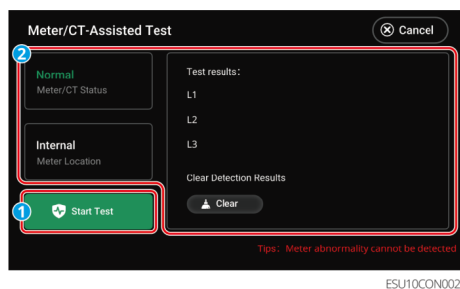 Meter/CT-Assisted Test
Cancel
2
Normal
Meter/CT Status
Internal
Meter Location
1
Start Test
Test results:
L1
L2
L3
Clear Detection Results
Clear
Tips: Meter abnormality cannot be detected
ESU10CON002